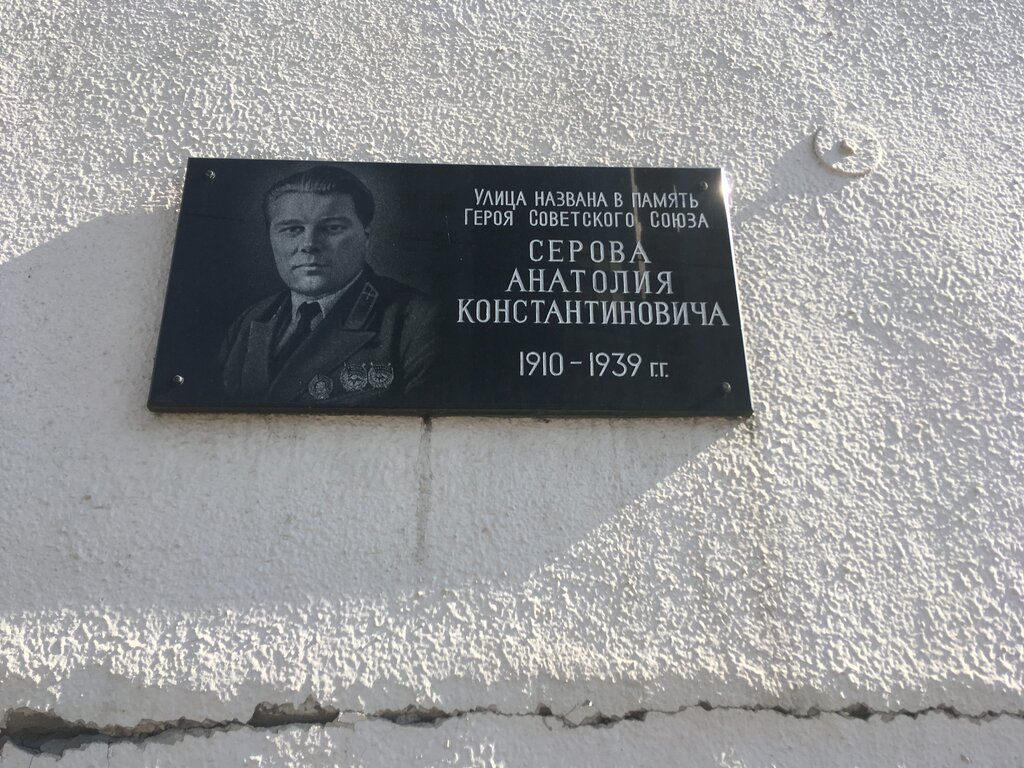 Улица названа в память
Героя Советского Союза
СЕРОВА
АНАТОЛИЯ
КОНСТАНТИНОВИЧА
1910 – 1939 г.г.